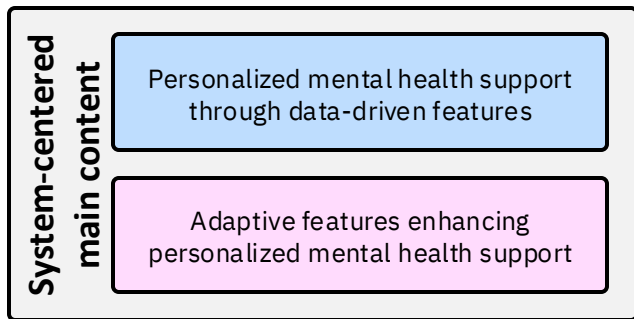 System-centered
main content
Personalized mental health support
through data-driven features
Adaptive features enhancing
personalized mental health support